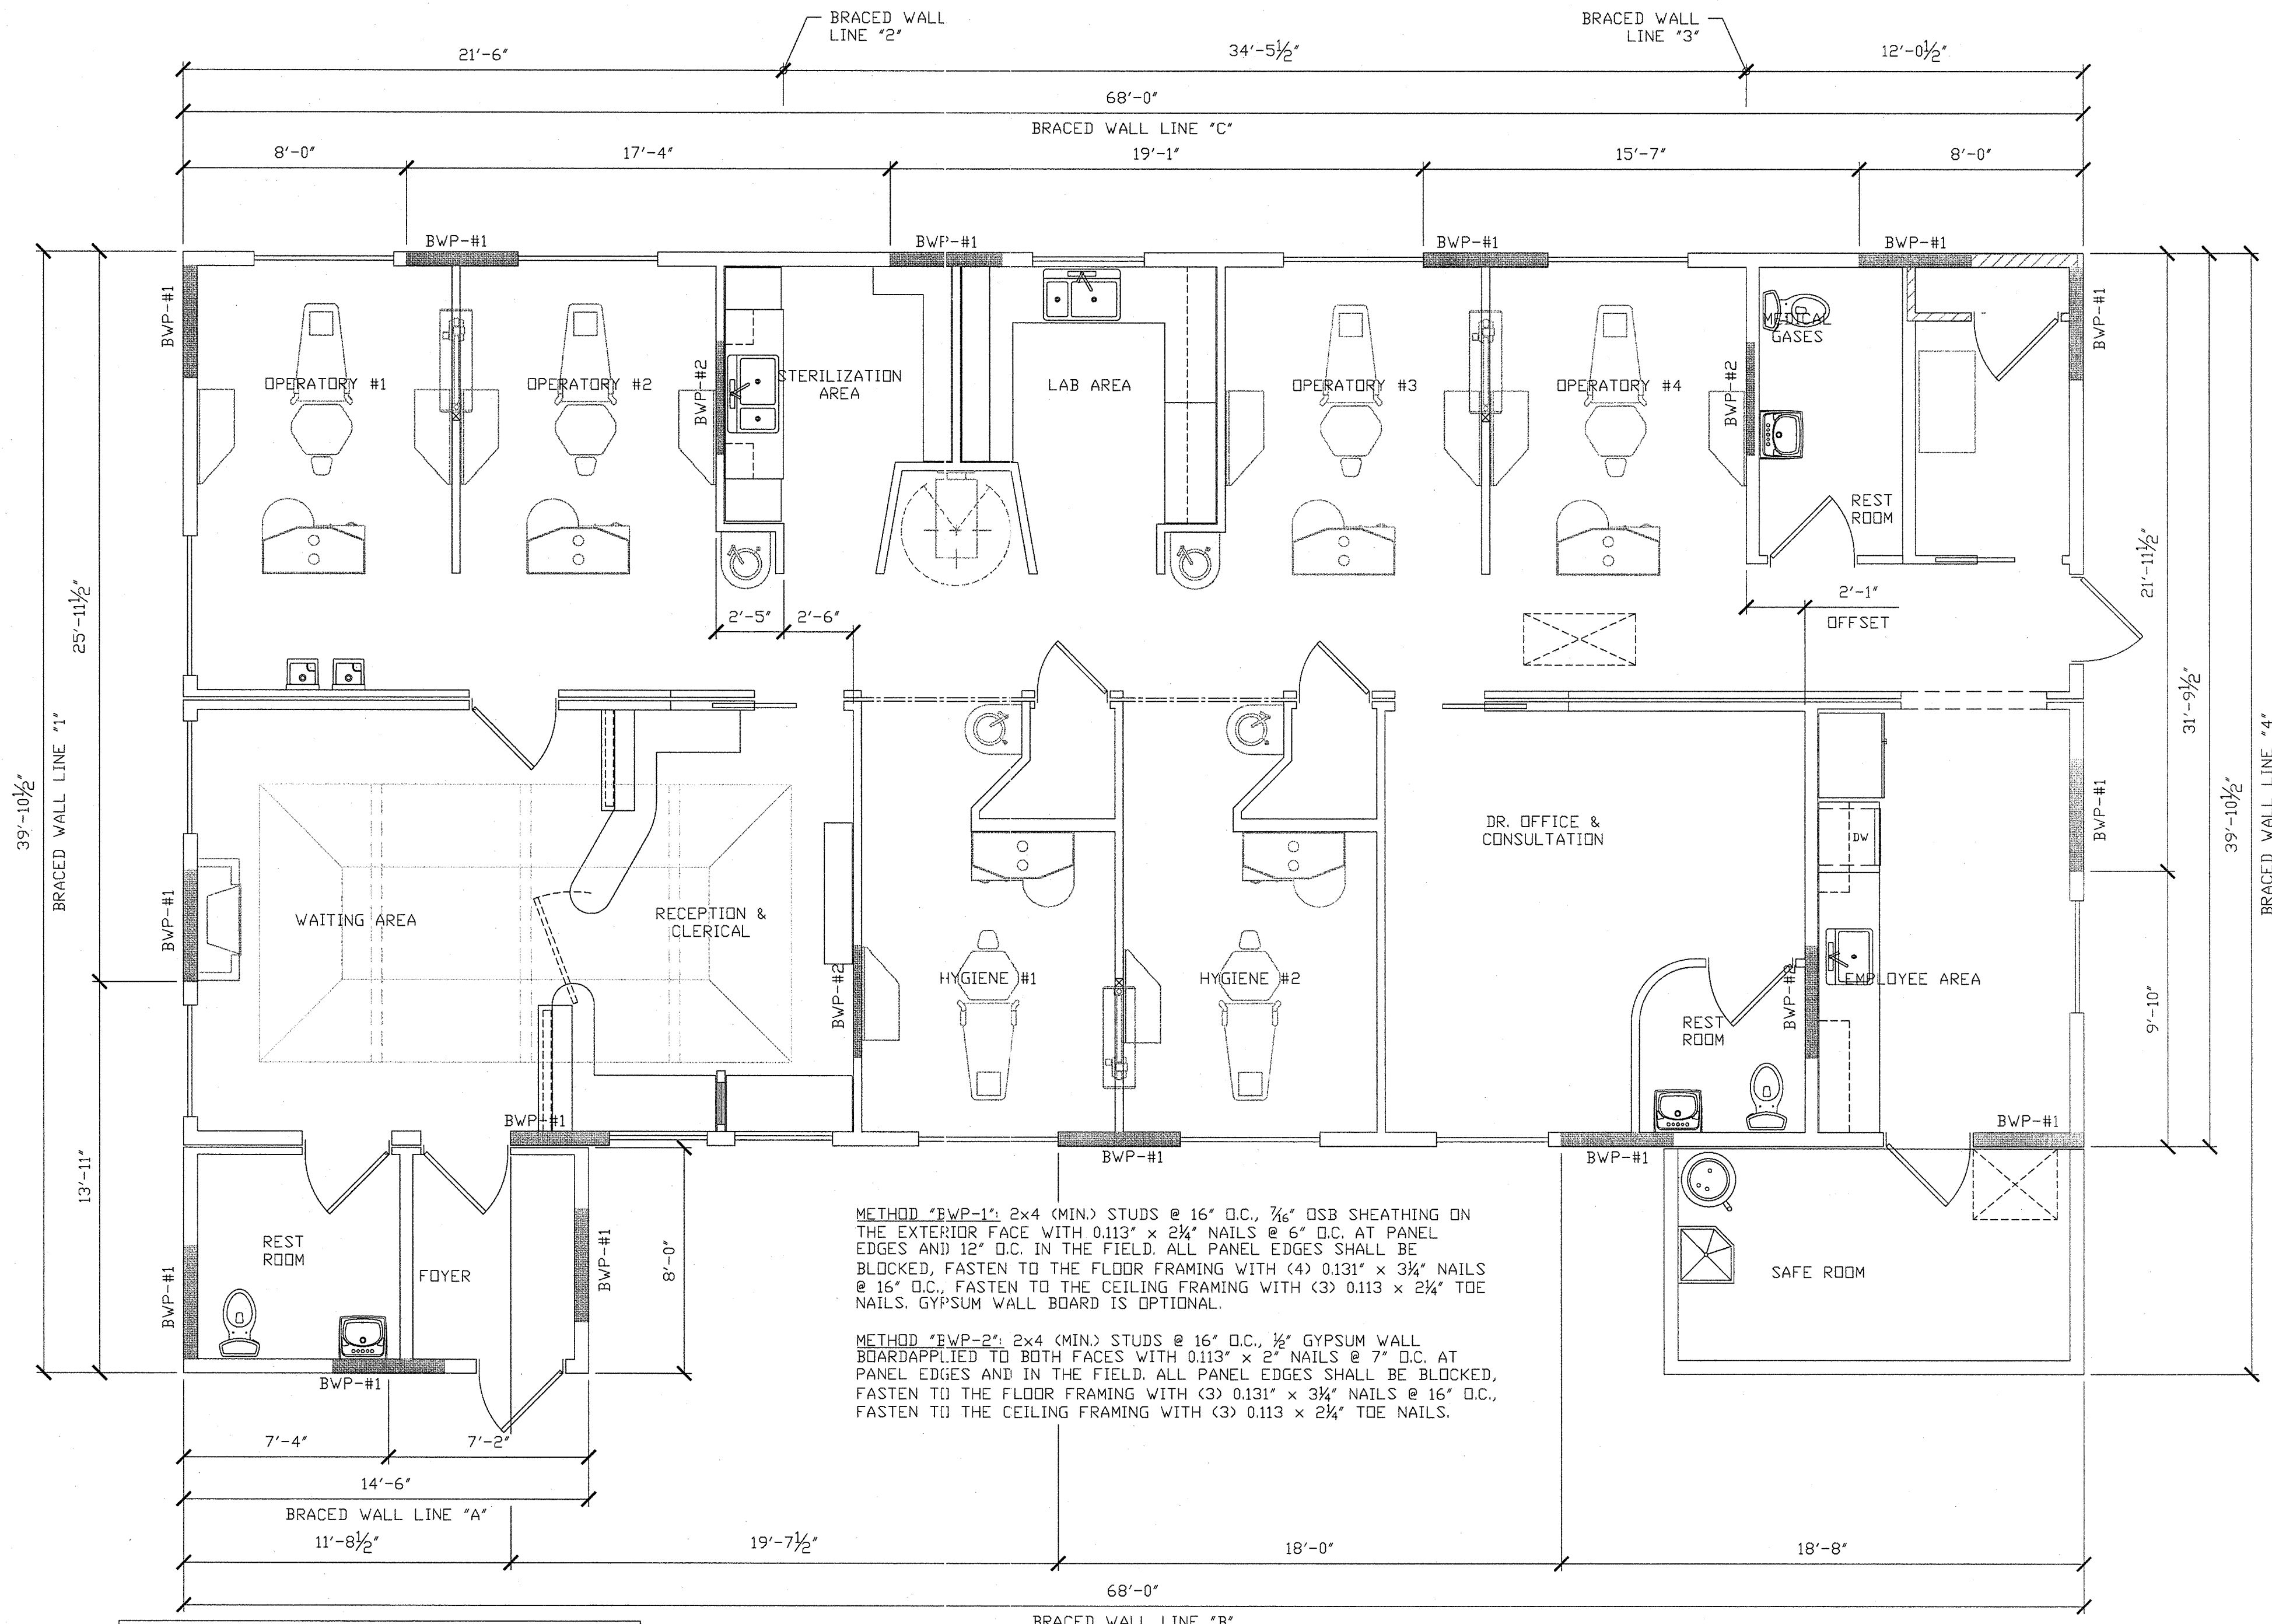 BRACED WALL
LINE "2"
BRACED WALL
LINE "3"
21'-6"
34'-5½"
12'-0½"
68'-0"
BRACED WALL LINE "C"
8'-0"
17'-4"
19'-1"
15'-7"
8'-0"
BWP-#1
BWP-#1
BWP-#1
BWP-#1
BWP-#1
BWP-#1
MEDICAL
GASES
OPERATORY #1
OPERATORY #2
BWP-#2
STERILIZATION
AREA
LAB AREA
OPERATORY #3
OPERATORY #4
BWP-#2
REST
ROOM
25'-11½"
21'-11½"
2'-5"
2'-6"
2'-1"
OFFSET
39'-10½"
BRACED WALL LINE "1"
31'-9½"
39'-10½"
BRACED WALL LINE "4"
BWP-#1
DR. OFFICE &
CONSULTATION
DW
WAITING AREA
RECEPTION &
CLERICAL
BWP-#1
BWP-#2
HYGIENE #1
HYGIENE #2
BWP-#2
EMPLOYEE AREA
REST
ROOM
9'-10"
BWP-#1
BWP-#1
BWP-#1
BWP-#1
13'-11"
8'-0"
REST
ROOM
FOYER
BWP-#1
BWP-#1
SAFE ROOM
METHOD "BWP-1": 2x4 (MIN.) STUDS @ 16" O.C., 7⁄16" OSB SHEATHING ON
THE EXTERIOR FACE WITH 0.113" x 2¼" NAILS @ 6" O.C. AT PANEL
EDGES AND 12" O.C. IN THE FIELD. ALL PANEL EDGES SHALL BE
BLOCKED, FASTEN TO THE FLOOR FRAMING WITH (4) 0.131" x 3¼" NAILS
@ 16" O.C., FASTEN TO THE CEILING FRAMING WITH (3) 0.113 x 2¼" TOE
NAILS. GYPSUM WALL BOARD IS OPTIONAL.
METHOD "BWP-2": 2x4 (MIN.) STUDS @ 16" O.C., ½" GYPSUM WALL
BOARDAPPLIED TO BOTH FACES WITH 0.113" x 2" NAILS @ 7" O.C. AT
PANEL EDGES AND IN THE FIELD. ALL PANEL EDGES SHALL BE BLOCKED,
FASTEN TO THE FLOOR FRAMING WITH (3) 0.131" x 3¼" NAILS @ 16" O.C.,
FASTEN TO THE CEILING FRAMING WITH (3) 0.113 x 2¼" TOE NAILS.
BWP-#1
7'-4"
7'-2"
14'-6"
BRACED WALL LINE "A"
11'-8½"
19'-7½"
18'-0"
18'-8"
68'-0"
BRACED WALL LINE "B"